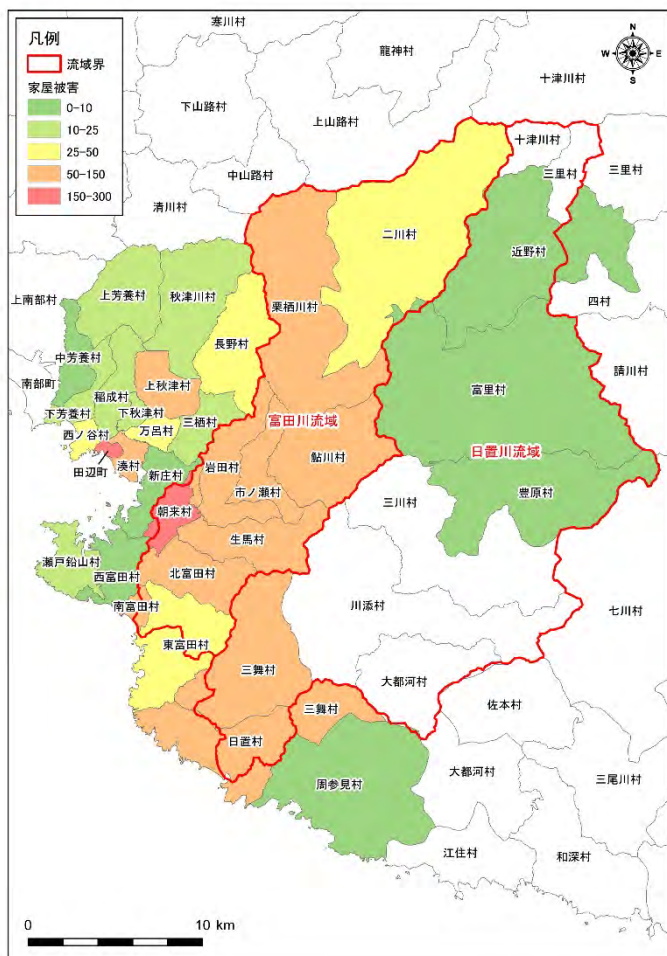 凡例
流域界
家屋被害
0-10
10-25
25-50
50-150
150-300
N
W
E
S
寒川村
龍神村
十津川村
下山路村
上山路村
十津川村
中山路村
三里村
三里村
清川村
二川村
近野村
上南部村
上芳養村
秋津川村
四村
栗栖川村
長野村
請川村
中芳養村
南部町
上秋津村
富里村
稲成村
下芳養村
下秋津村
三栖村
富田川流域
西ノ谷村
万呂村
日置川流域
田辺町
湊村
新庄村
岩田村
鮎川村
市ノ瀬村
三川村
豊原村
朝来村
生馬村
瀬戸鉛山村
西富田村
北富田村
南富田村
川添村
七川村
東富田村
三舞村
大都河村
佐本村
三舞村
日置村
大都河村
三尾川村
周参見村
江住村
和深村
0
10 km